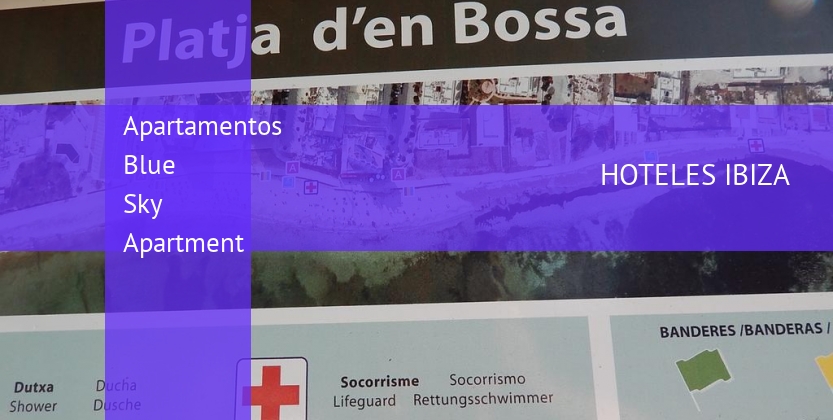 Platja d'en Bossa
Apartamentos
Blue
Sky
Apartment
HOTELES IBIZA
BANDERES /BANDERAS /
Dutxa Ducha
Shower Dusche
Socorrisme Socorrismo
Lifeguard Rettungsschwimmer